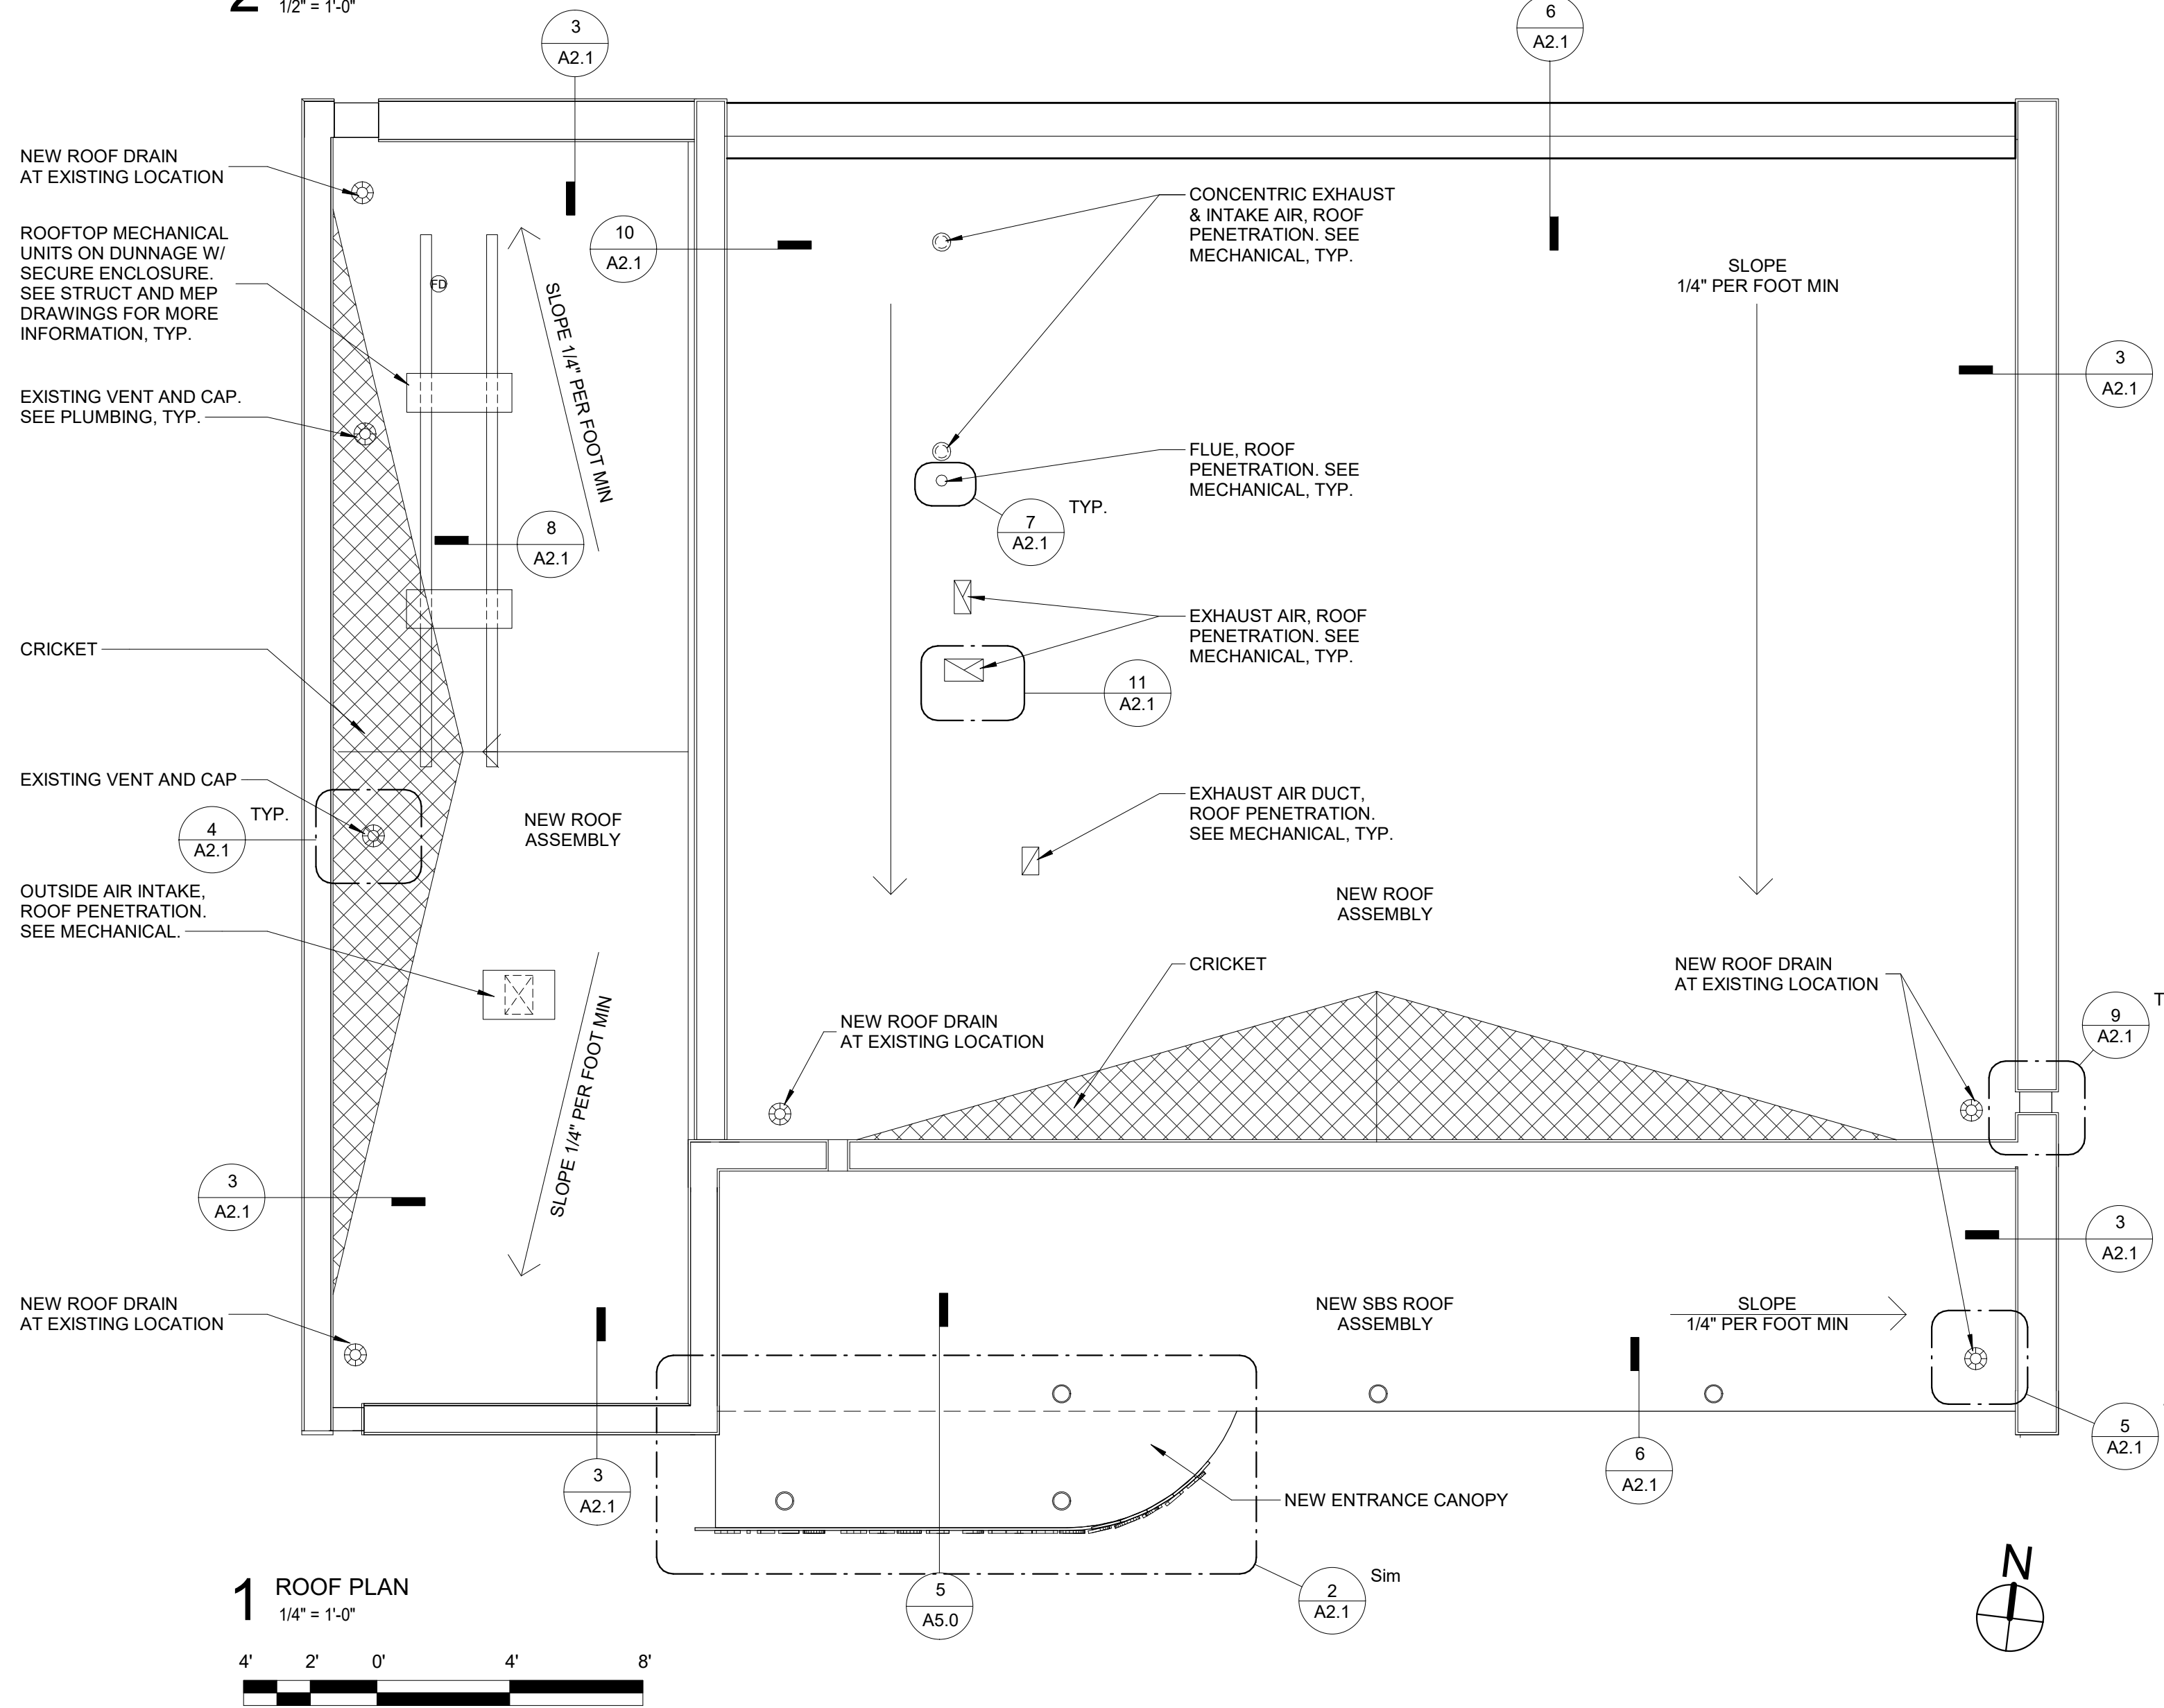 2
1/2" = 1'-0"
3
A2.1
6
A2.1
NEW ROOF DRAIN
AT EXISTING LOCATION
ROOFTOP MECHANICAL
UNITS ON DUNNAGE W/
SECURE ENCLOSURE.
SEE STRUCT AND MEP
DRAWINGS FOR MORE
INFORMATION, TYP.
FD
10
A2.1
SLOPE 1/4" PER FOOT MIN
CONCENTRIC EXHAUST
& INTAKE AIR, ROOF
PENETRATION. SEE
MECHANICAL, TYP.
SLOPE
1/4" PER FOOT MIN
3
A2.1
EXISTING VENT AND CAP.
SEE PLUMBING, TYP.
FLUE, ROOF
PENETRATION. SEE
MECHANICAL, TYP.
7
A2.1
TYP.
8
A2.1
EXHAUST AIR, ROOF
PENETRATION. SEE
MECHANICAL, TYP.
11
A2.1
CRICKET
EXISTING VENT AND CAP
TYP.
4
A2.1
NEW ROOF
ASSEMBLY
EXHAUST AIR DUCT,
ROOF PENETRATION.
SEE MECHANICAL, TYP.
OUTSIDE AIR INTAKE,
ROOF PENETRATION.
SEE MECHANICAL.
NEW ROOF
ASSEMBLY
CRICKET
NEW ROOF DRAIN
AT EXISTING LOCATION
T
9
A2.1
NEW ROOF DRAIN
AT EXISTING LOCATION
SLOPE 1/4" PER FOOT MIN
3
A2.1
3
A2.1
NEW ROOF DRAIN
AT EXISTING LOCATION
NEW SBS ROOF
ASSEMBLY
SLOPE
1/4" PER FOOT MIN
5
A2.1
3
A2.1
6
A2.1
NEW ENTRANCE CANOPY
5
A5.0
2
A2.1
Sim
N
1 ROOF PLAN
1/4" = 1'-0"
4' 2' 0' 4' 8'